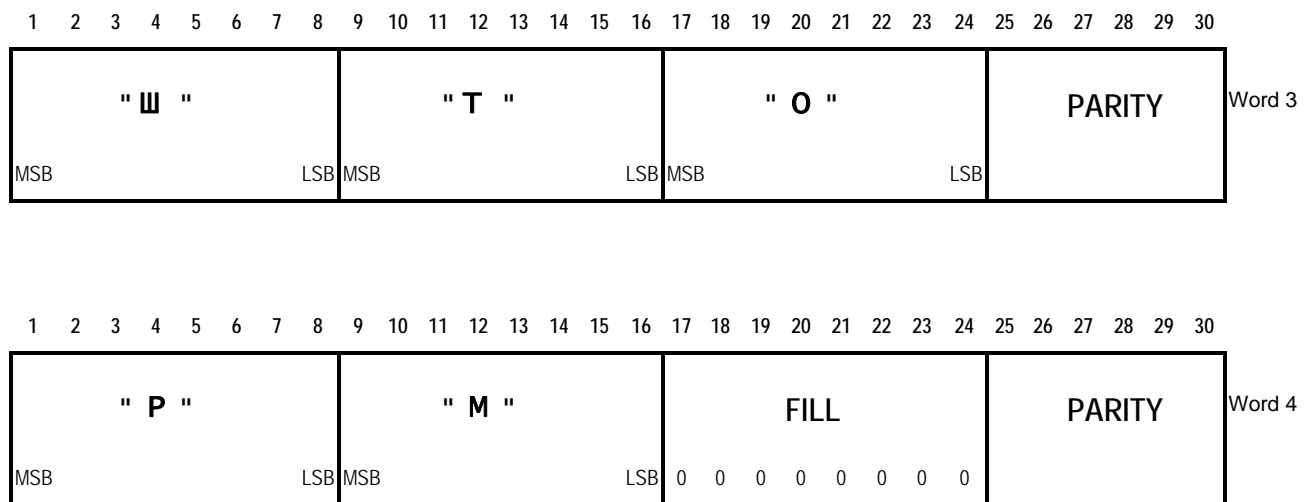 1 2 3 4 5 6 7 8 9 10 11 12 13 14 15 16 17 18 19 20 21 22 23 24 25 26 27 28 29 30
"Ш " "Т " " О " PARITY Word 3
MSB LSB MSB LSB MSB LSB
1 2 3 4 5 6 7 8 9 10 11 12 13 14 15 16 17 18 19 20 21 22 23 24 25 26 27 28 29 30
" Р " " М " FILL PARITY Word 4
MSB LSB MSB LSB 0 0 0 0 0 0 0 0